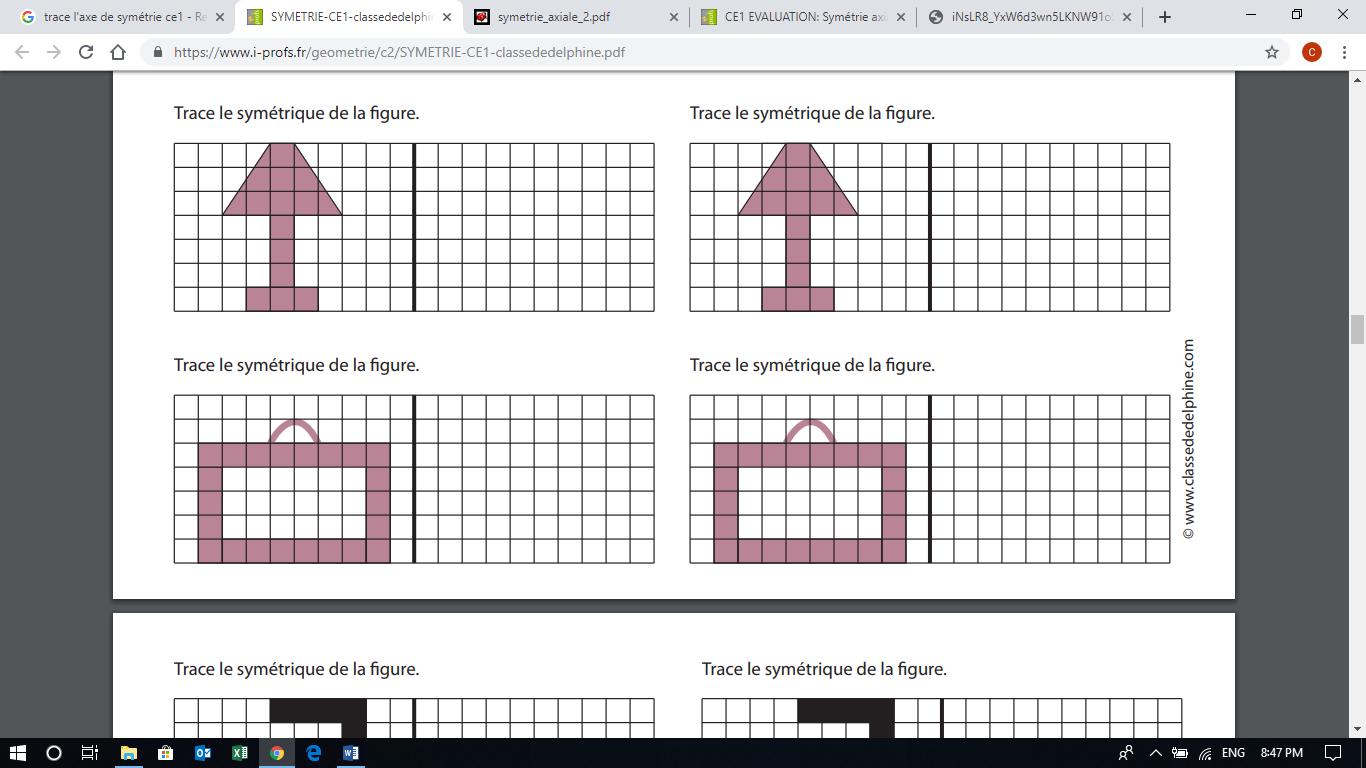 trace l'axe de symétrie ce1 - Re
SYMETRIE-CE1-classededelphin
symetrie_axiale_2.pdf
CE1 EVALUATION: Symétrie axi
iNsLR8_YxW6d3wn5LKNW91o
https://www.i-profs.fr/geometrie/c2/SYMETRIE-CE1-classededelphine.pdf
C
Trace le symétrique de la figure.
Trace le symétrique de la figure.
Trace le symétrique de la figure.
Trace le symétrique de la figure.
© www.classededelphine.com
Trace le symétrique de la figure.
Trace le symétrique de la figure.
ENG
8:47 PM